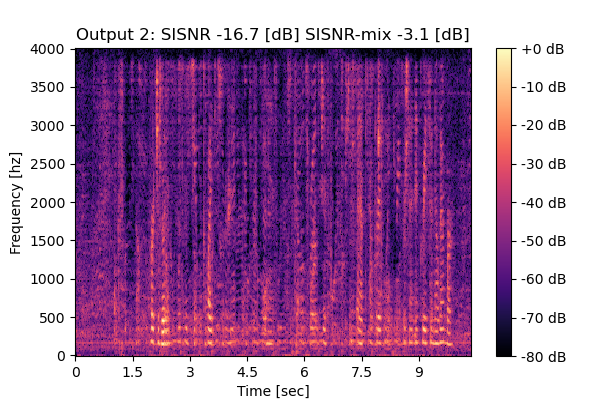 Output 2: SISNR -16.7 [dB] SISNR-mix -3.1 [dB]
4000
3500
3000
2500
2000
1500
1000
500
0
Frequency [hz]
0 1.5 3 4.5 6 7.5 9
Time [sec]
+0 dB
-10 dB
-20 dB
-30 dB
-40 dB
-50 dB
-60 dB
-70 dB
-80 dB